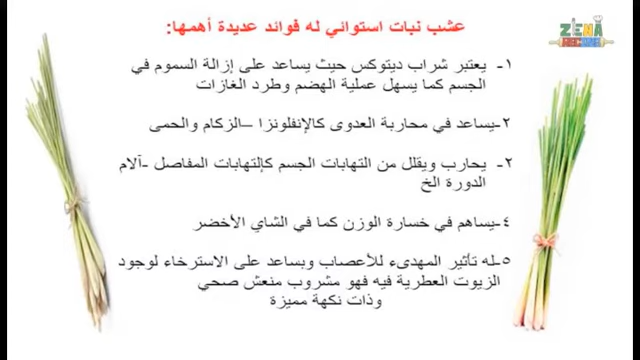 ZENA
عشب نبات استوائي له فوائد عديدة أهمها:
١- يعتبر شراب ديتوكس حيث يساعد على إزالة السموم في
الجسم كما يسهل عملية الهضم وطرد الغازات
٢-يساعد في محاربة العدوى كالإنفلونزا –الزكام والحمى
٢- يحارب ويقلل من التهابات الجسم كإلتهابات المفاصل -آلام
الدورة الخ
٤-يساهم في خسارة الوزن كما في الشاي الأخضر
٥-له تأثير المهدىء للأعصاب ويساعد على الاسترخاء لوجود
الزيوت العطرية فيه فهو مشروب منعش صحي
وذات نكهة مميزة